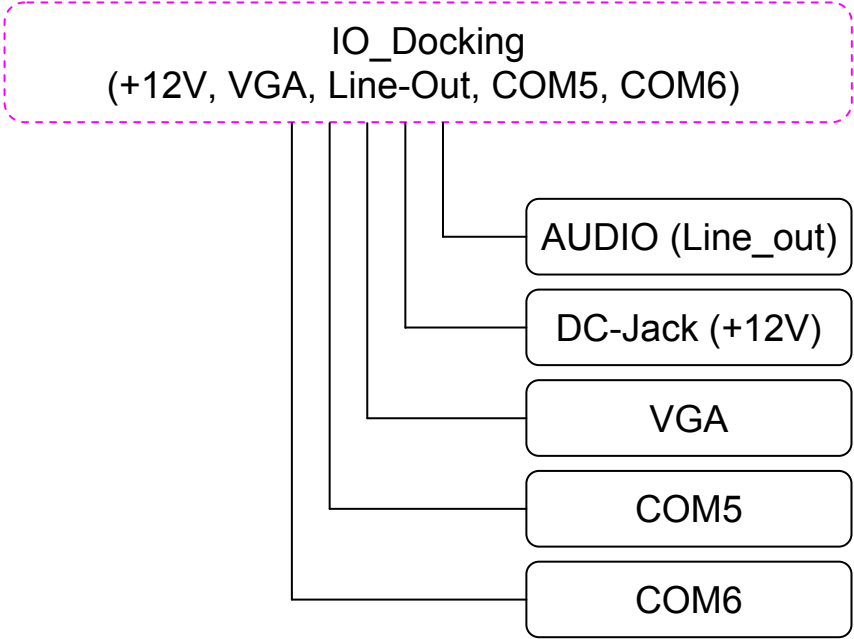 IO_Docking
(+12V, VGA, Line-Out, COM5, COM6)
AUDIO (Line_out)
DC-Jack (+12V)
VGA
COM5
COM6